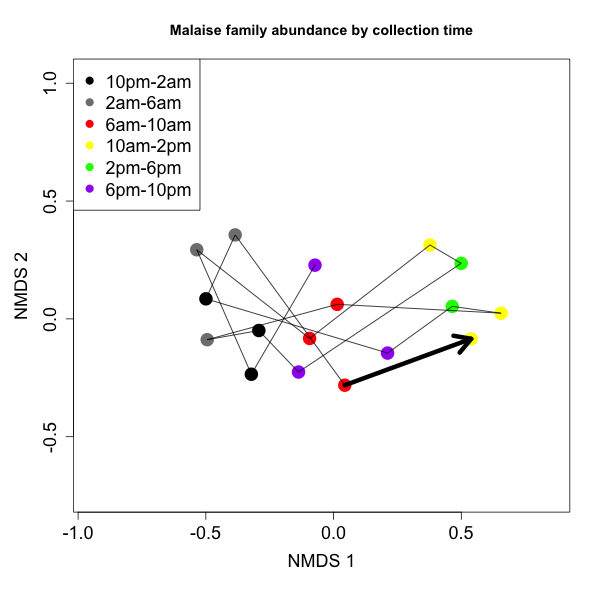 Malaise family abundance by collection time
10pm-2am
2am-6am
6am-10am
10am-2pm
2pm-6pm
6pm-10pm
1.0
0.5
0.0
-0.5
NMDS 2
-1.0 -0.5 0.0 0.5
NMDS 1